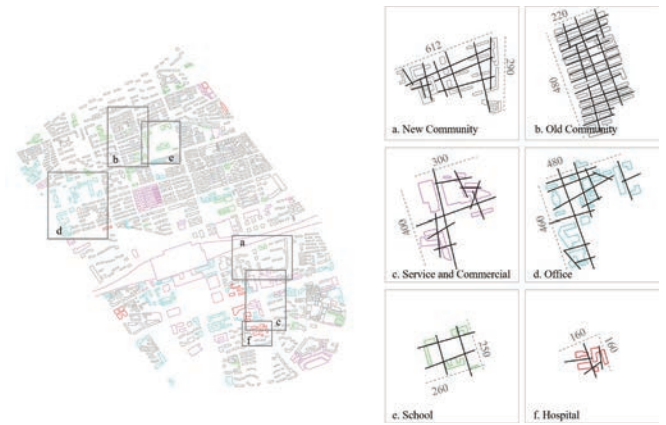 b
e
d
a
c
f
612
290
a. New Community
220
480
b. Old Community
300
400
c. Service and Commercial
480
460
d. Office
250
260
e. School
160
160
f. Hospital